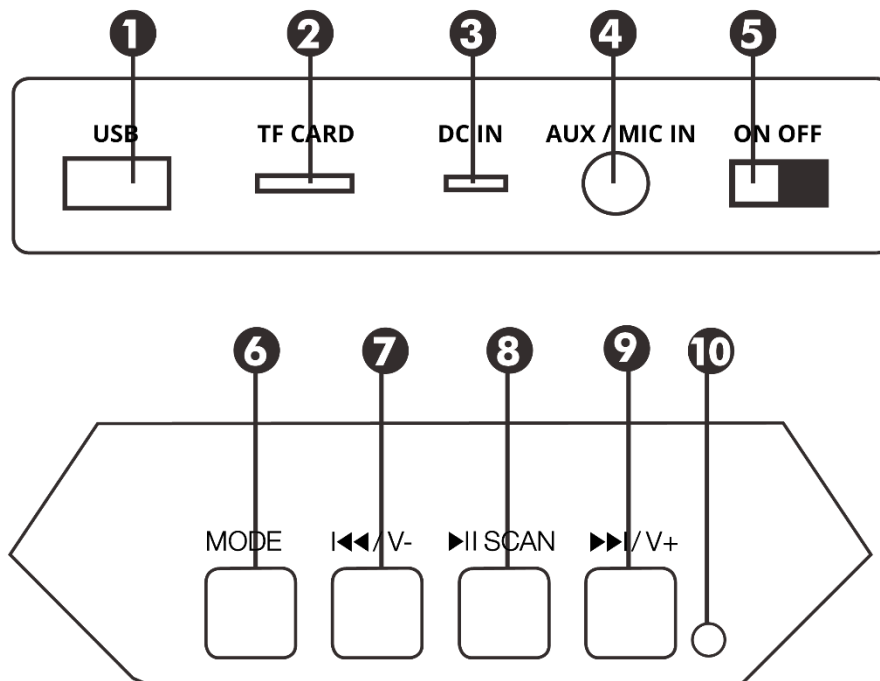 1 2 3 4 5
USB TF CARD DC IN AUX / MIC IN ON OFF
6 7 8 9 10
MODE I◀◀/ V- ▶II SCAN ▶▶I/ V+